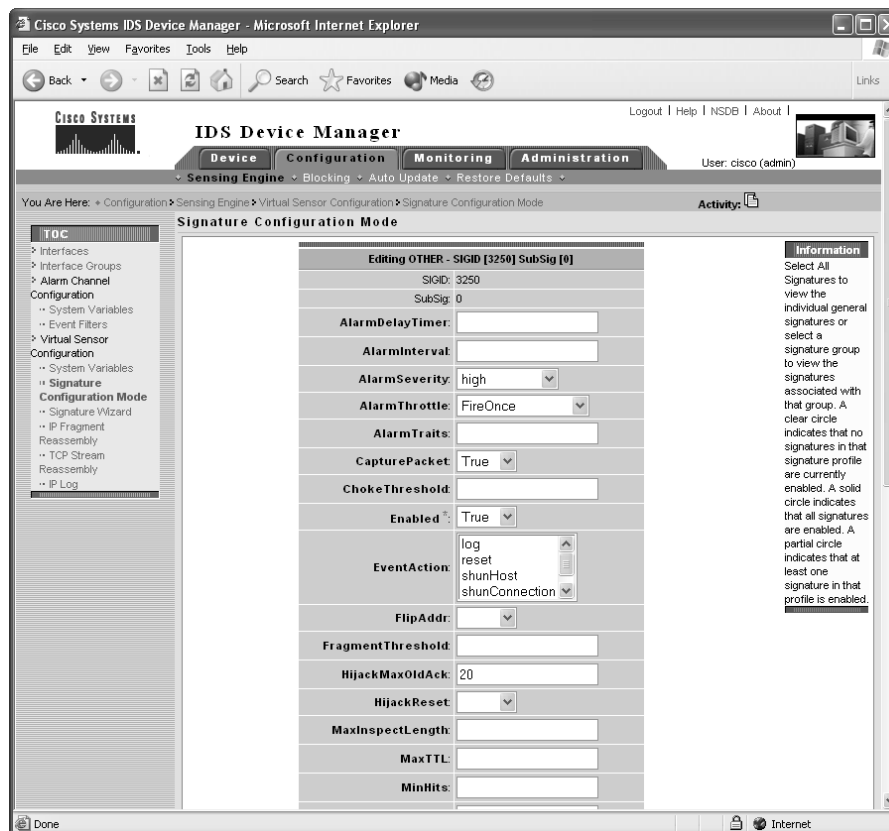 Cisco Systems IDS Device Manager - Microsoft Internet Explorer
File Edit View Favorites Tools Help
Back Search Favorites Media Links
CISCO SYSTEMS
Logout | Help | NSDB | About |
IDS Device Manager
Device Configuration Monitoring Administration
User: cisco (admin)
Sensing Engine Blocking Auto Update Restore Defaults
You Are Here: Configuration Sensing Engine Virtual Sensor Configuration Signature Configuration Mode
Activity:
TOC
Interfaces
Interface Groups
Alarm Channel
Configuration
System Variables
Event Filters
Virtual Sensor
Configuration
System Variables
Signature
Configuration Mode
Signature Wizard
IP Fragment
Reassembly
TCP Stream
Reassembly
IP Log
Signature Configuration Mode
Editing OTHER - SIGID [3250] SubSig [0]
SIGID: 3250
SubSig: 0
AlarmDelayTimer:
AlarmInterval:
AlarmSeverity: high
AlarmThrottle: FireOnce
AlarmTraits:
CapturePacket: True
ChokeThreshold:
Enabled *: True
EventAction:
log
reset
shunHost
shunConnection
FlipAddr:
FragmentThreshold:
HijackMaxOldAck: 20
HijackReset:
MaxInspectLength:
MaxTTL:
MinHits:
Information
Select All
Signatures to
view the
individual general
signatures or
select a
signature group
to view the
signatures
associated with
that group. A
clear circle
indicates that no
signatures in that
signature profile
are currently
enabled. A solid
circle indicates
that all signatures
are enabled. A
partial circle
indicates that at
least one
signature in that
profile is enabled.
Done Internet